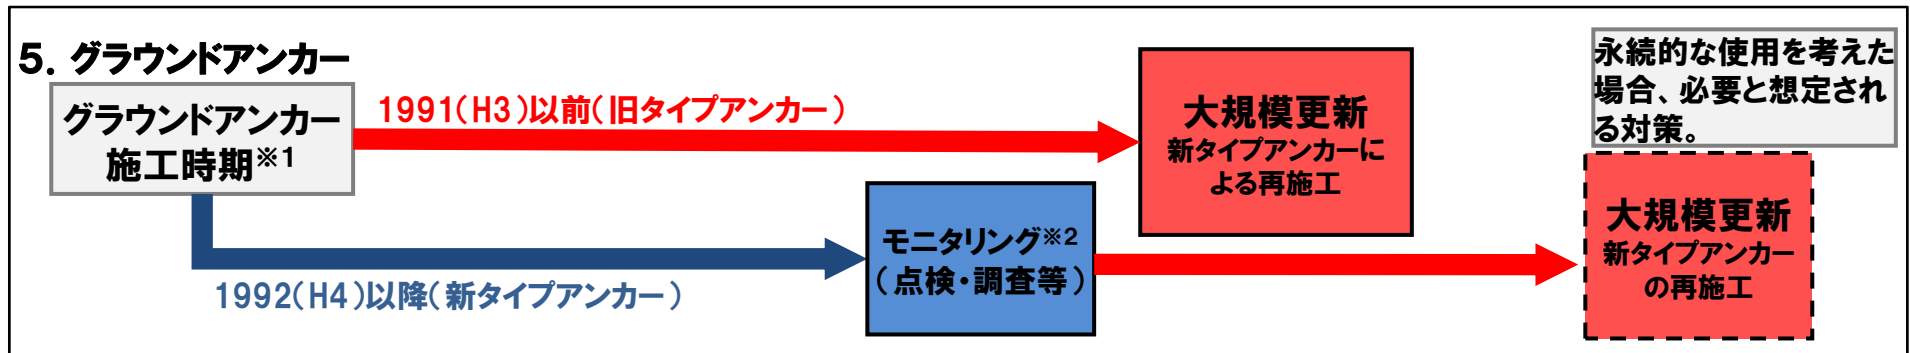 5．グラウンドアンカー
グラウンドアンカー
施工時期※1
1991(H3)以前(旧タイプアンカー)
大規模更新
新タイプアンカーに
よる再施工
永続的な使用を考えた
場合、必要と想定され
る対策。
1992(H4)以降(新タイプアンカー)
モニタリング※2
(点検・調査等)
大規模更新
新タイプアンカー
の再施工